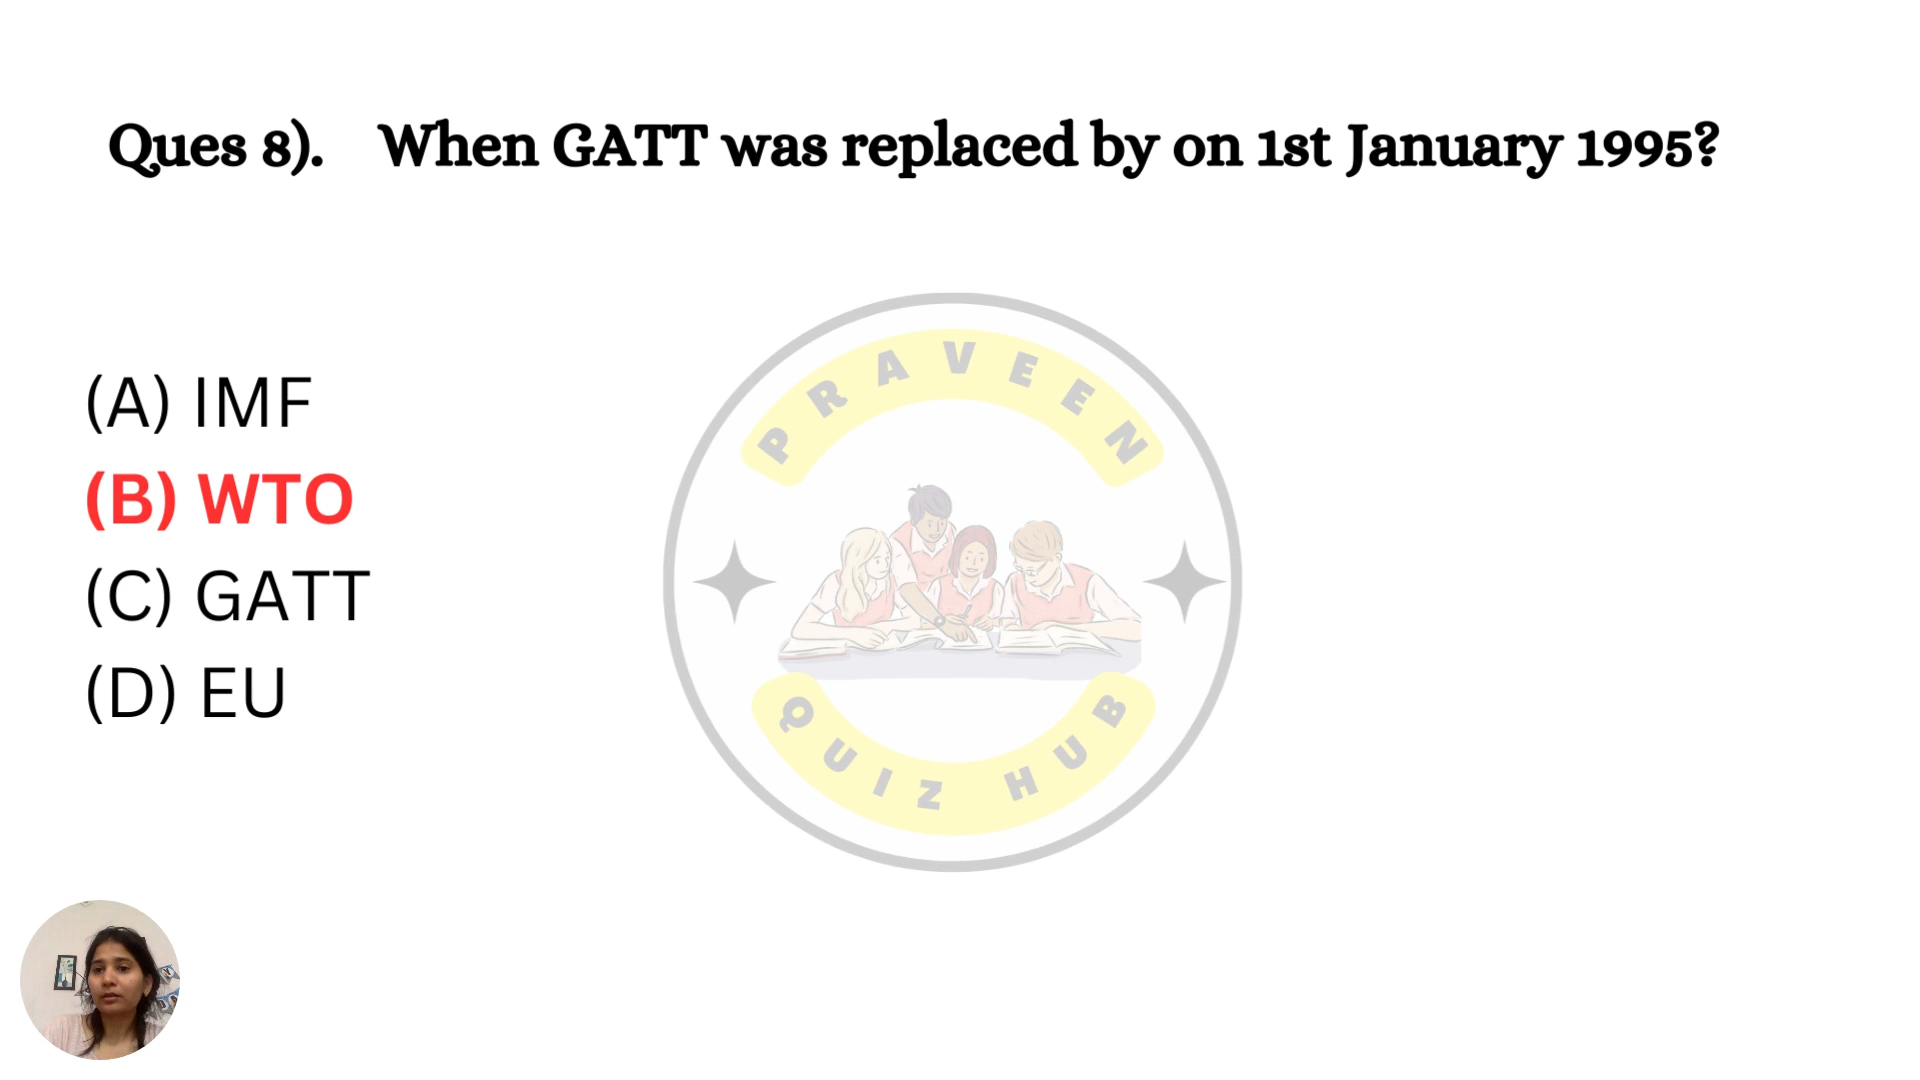 Ques 8). When GATT was replaced by on 1st January 1995?
PRAVEEN
(A) IMF
(B) WTO
(C) GATT
(D) EU
QUIZ HUB